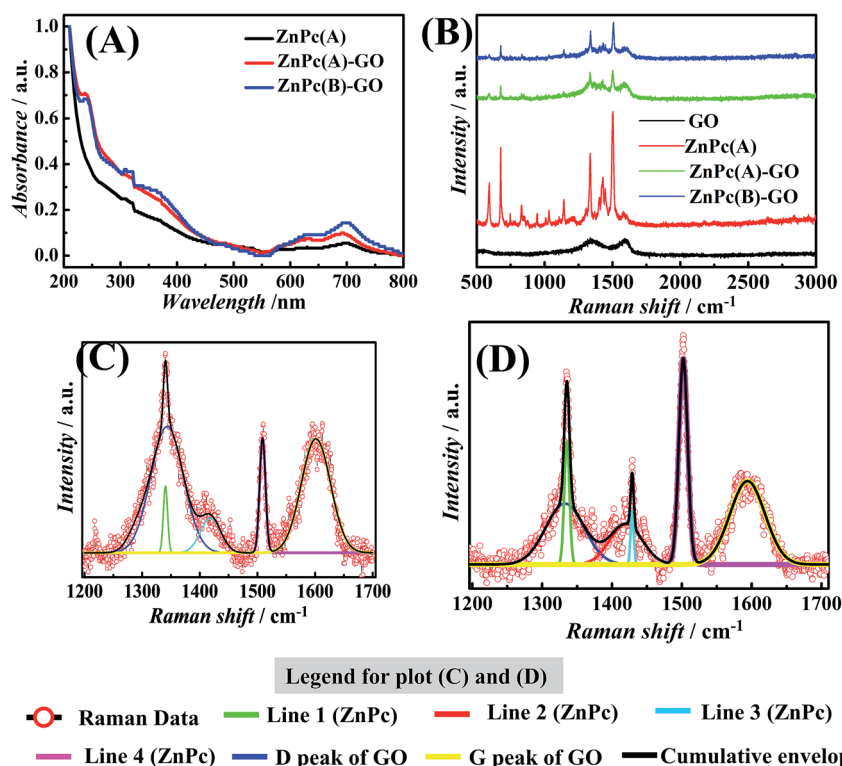 (A)
ZnPc(A)
ZnPc(A)-GO
ZnPc(B)-GO
Absorbance / a.u.
1.0
0.8
0.6
0.4
0.2
0.0
200 300 400 500 600 700 800
Wavelength /nm
(B)
Intensity / a.u.
GO
ZnPc(A)
ZnPc(A)-GO
ZnPc(B)-GO
500 1000 1500 2000 2500 3000
Raman shift / cm-1
(C)
Intensity / a.u.
1200 1300 1400 1500 1600 1700
Raman shift / cm-1
(D)
Intensity / a.u.
1200 1300 1400 1500 1600 1700
Raman shift / cm-1
Legend for plot (C) and (D)
Raman Data Line 1 (ZnPc) Line 2 (ZnPc) Line 3 (ZnPc)
Line 4 (ZnPc) D peak of GO G peak of GO Cumulative envelop